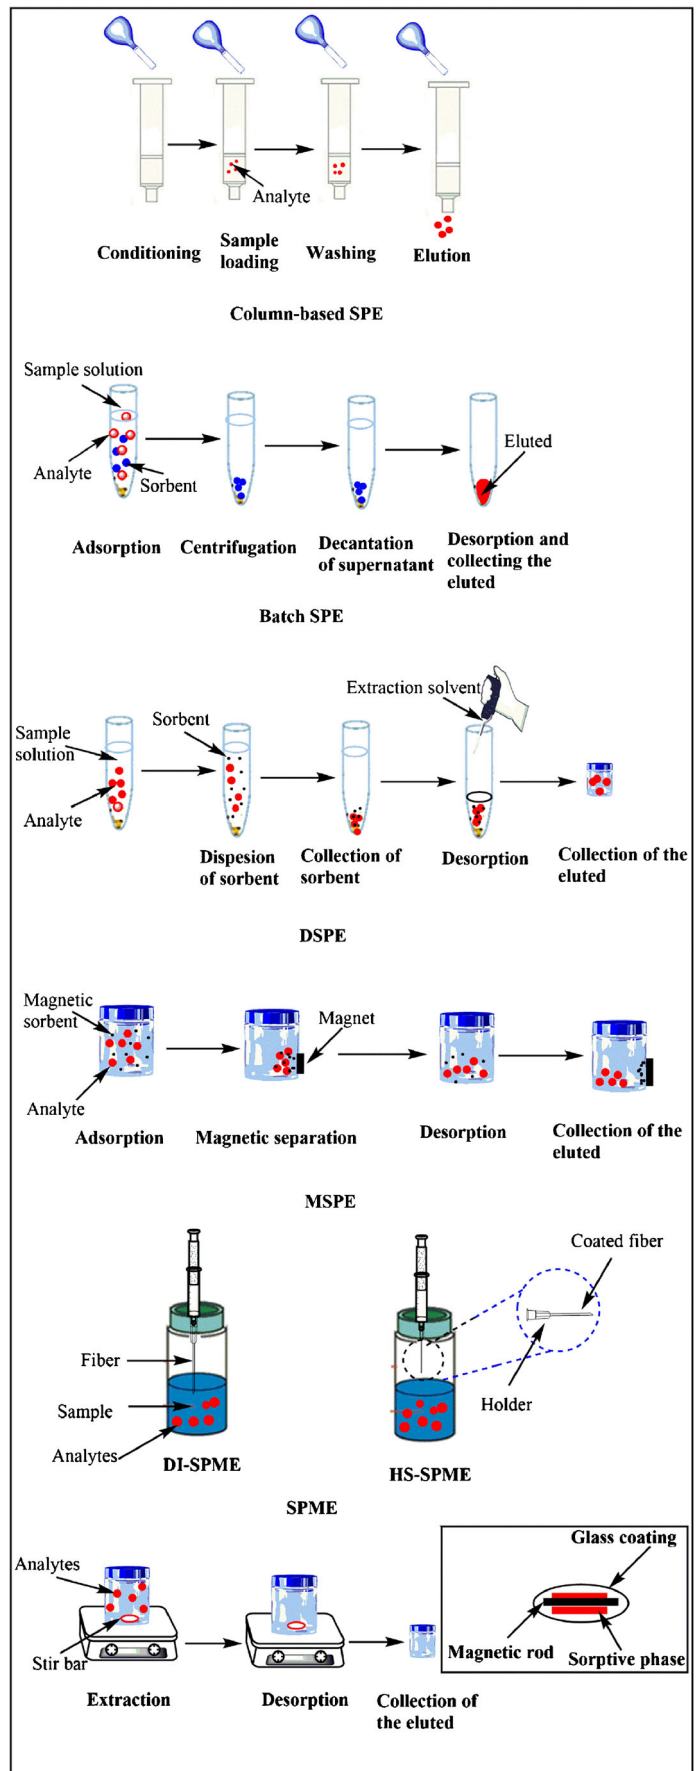 Analyte
Conditioning
Sample
loading
Washing
Elution
Column-based SPE
Sample solution
Analyte
Sorbent
Eluted
Adsorption
Centrifugation
Decantation
of supernatant
Desorption and
collecting the
eluted
Batch SPE
Extraction solvent
Sorbent
Sample
solution
Analyte
Dispesion
of sorbent
Collection of
sorbent
Desorption
Collection of the
eluted
DSPE
Magnetic
sorbent
Magnet
Analyte
Adsorption
Magnetic separation
Desorption
Collection of the
eluted
MSPE
Coated fiber
Fiber
Holder
Sample
Analytes
DI-SPME
HS-SPME
SPME
Analytes
Stir bar
Glass coating
Magnetic rod
Sorptive phase
Extraction
Desorption
Collection of
the eluted